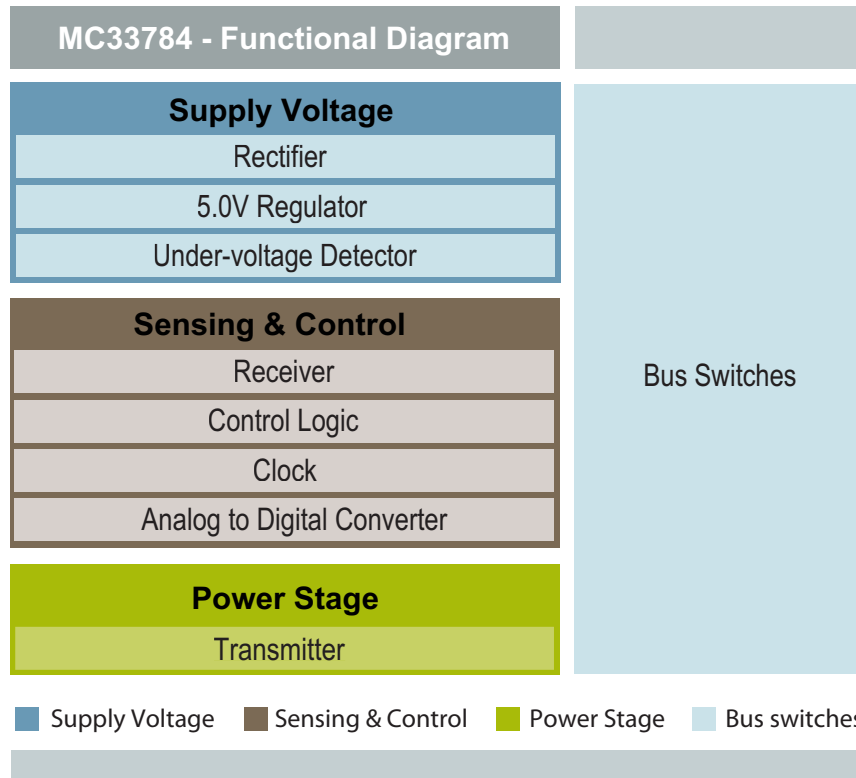 MC33784 - Functional Diagram
Supply Voltage
Rectifier
5.0V Regulator
Under-voltage Detector
Sensing & Control
Receiver
Control Logic
Clock
Analog to Digital Converter
Power Stage
Transmitter
Bus Switches
Supply Voltage Sensing & Control Power Stage Bus switches